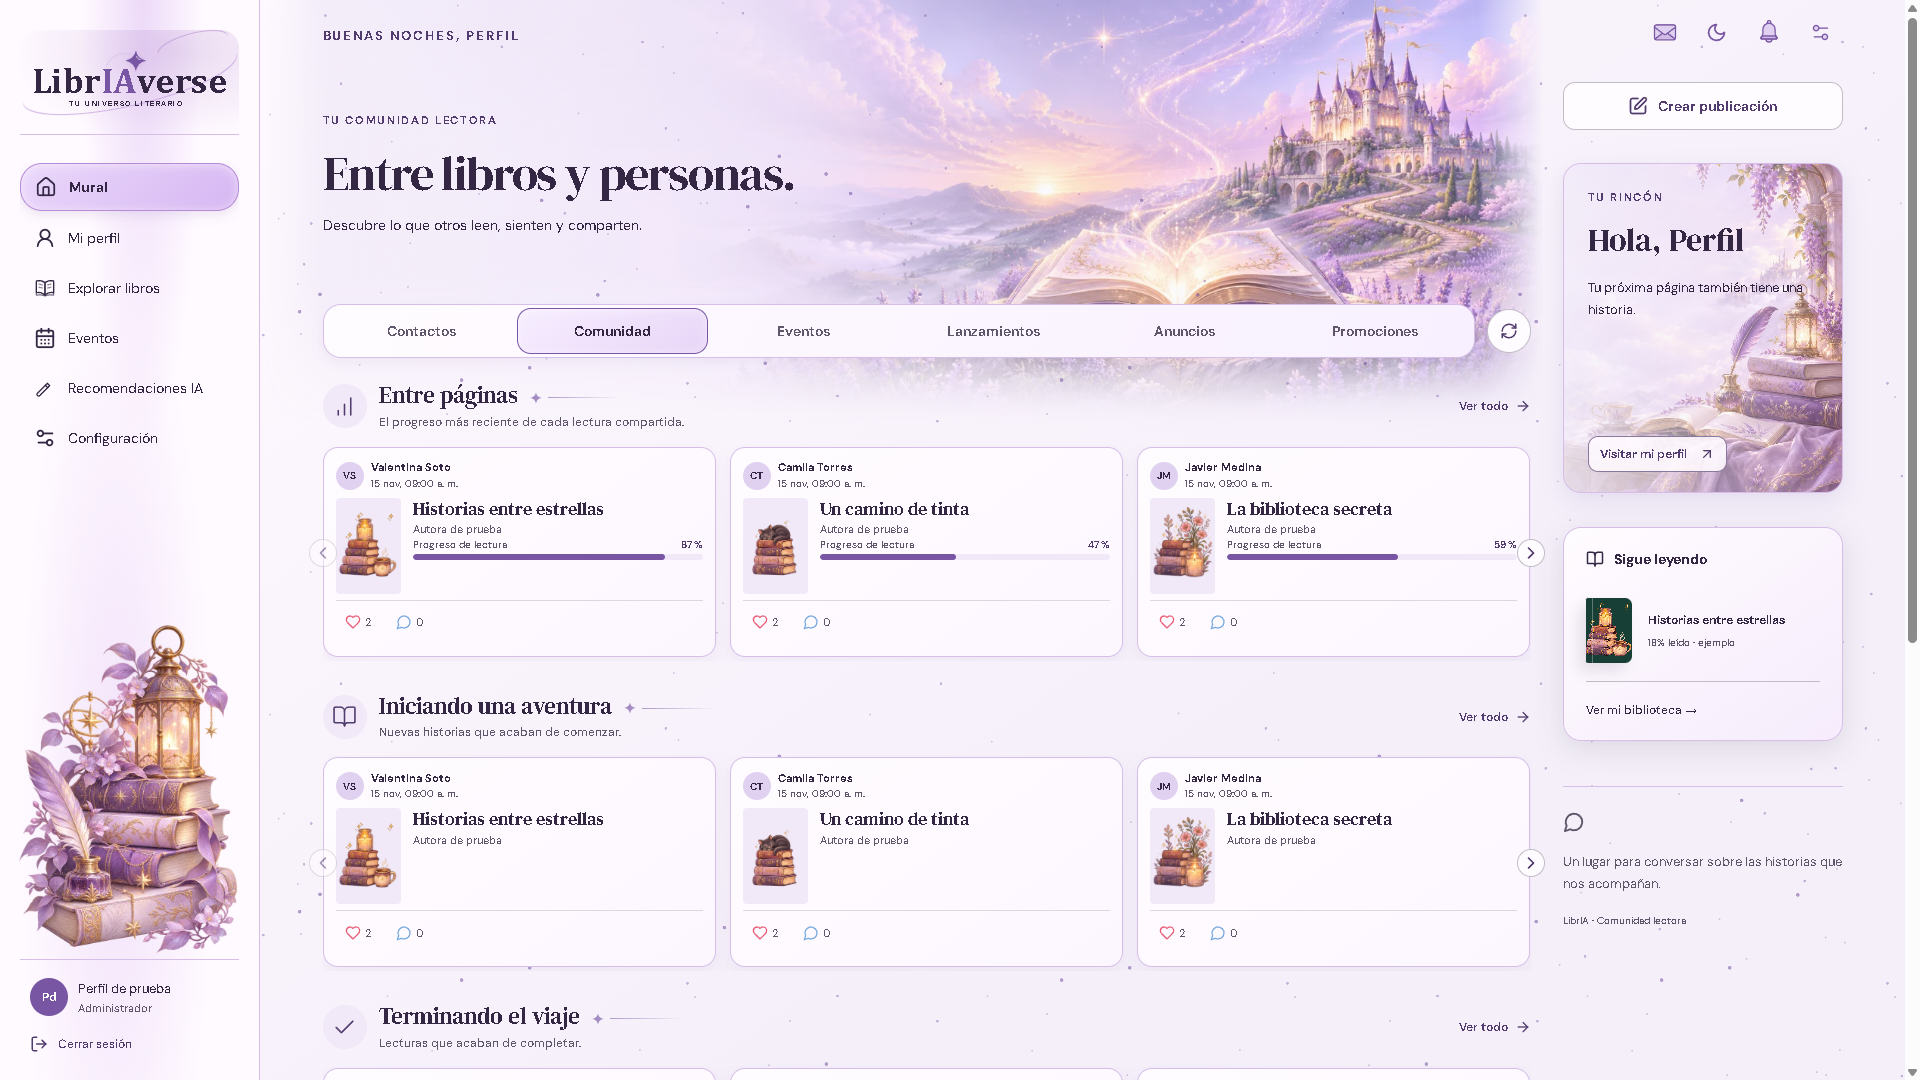 LibrIAverse
TU UNIVERSO LITERARIO
Mural
Mi perfil
Explorar libros
Eventos
Recomendaciones IA
Configuración
Pd
Perfil de prueba
Administrador
Cerrar sesión
BUENAS NOCHES, PERFIL
TU COMUNIDAD LECTORA
Entre libros y personas.
Descubre lo que otros leen, sienten y comparten.
Contactos
Comunidad
Eventos
Lanzamientos
Anuncios
Promociones
Entre páginas
El progreso más reciente de cada lectura compartida.
Ver todo
VS
Valentina Soto
15 nov, 09:00 a. m.
Historias entre estrellas
Autora de prueba
Progreso de lectura 87 %
2 0
CT
Camila Torres
15 nov, 09:00 a. m.
Un camino de tinta
Autora de prueba
Progreso de lectura 47 %
2 0
JM
Javier Medina
15 nov, 09:00 a. m.
La biblioteca secreta
Autora de prueba
Progreso de lectura 59 %
2 0
Iniciando una aventura
Nuevas historias que acaban de comenzar.
Ver todo
VS
Valentina Soto
15 nov, 09:00 a. m.
Historias entre estrellas
Autora de prueba
2 0
CT
Camila Torres
15 nov, 09:00 a. m.
Un camino de tinta
Autora de prueba
2 0
JM
Javier Medina
15 nov, 09:00 a. m.
La biblioteca secreta
Autora de prueba
2 0
Terminando el viaje
Lecturas que acaban de completar.
Ver todo
Crear publicación
TU RINCÓN
Hola, Perfil
Tu próxima página también tiene una
historia.
Visitar mi perfil
Sigue leyendo
Historias entre estrellas
18% leído · ejemplo
Ver mi biblioteca →
Un lugar para conversar sobre las historias que
nos acompañan.
LibrIA · Comunidad lectora